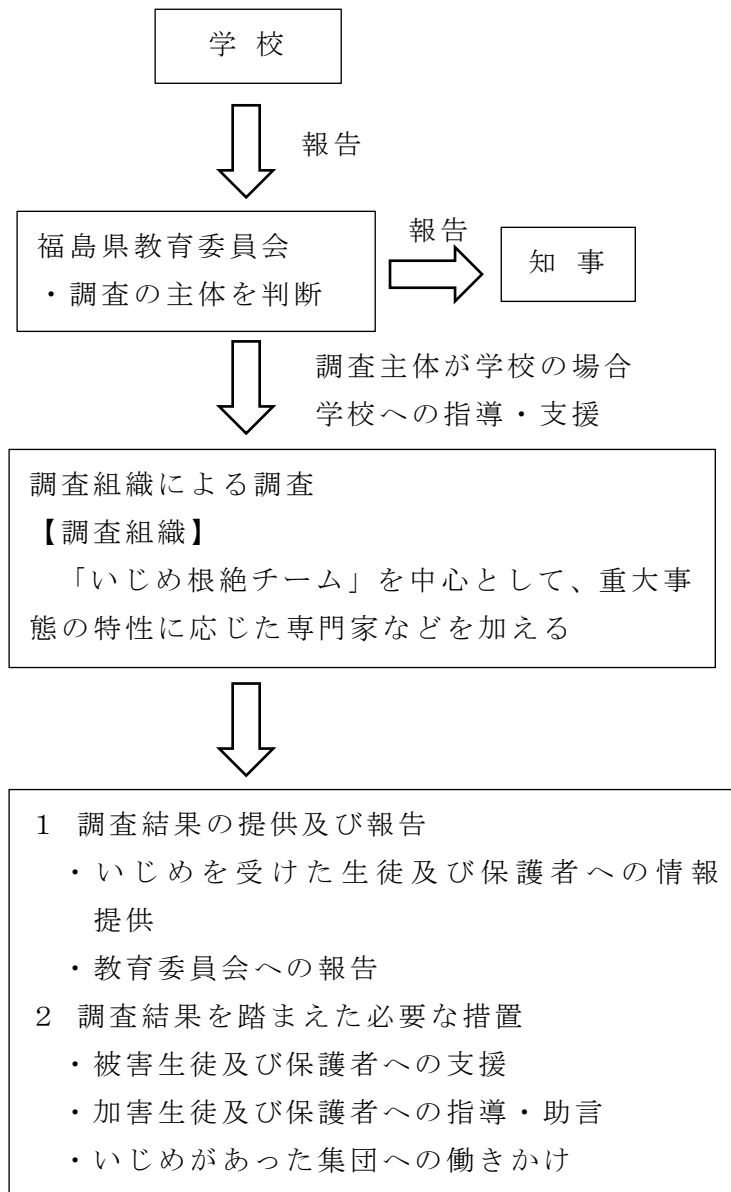 学 校
報告
福島県教育委員会
・調査の主体を判断
報告
知 事
調査主体が学校の場合
学校への指導・支援
調査組織による調査
【調査組織】
「いじめ根絶チーム」を中心として、重大事
態の特性に応じた専門家などを加える
1 調査結果の提供及び報告
・いじめを受けた生徒及び保護者への情報
提供
・教育委員会への報告
2 調査結果を踏まえた必要な措置
・被害生徒及び保護者への支援
・加害生徒及び保護者への指導・助言
・いじめがあった集団への働きかけ